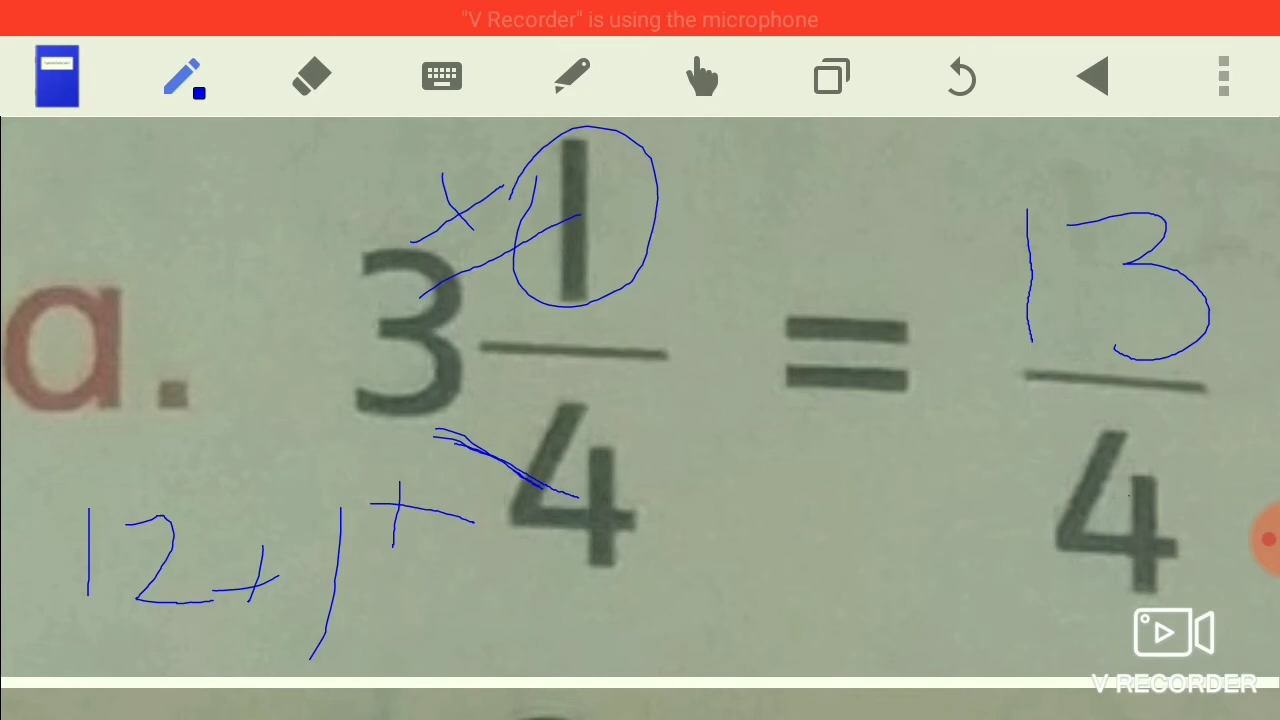 "V Recorder" is using the microphone
a. 3 1/4 = 13/4
×
+
12+1
V RECORDER